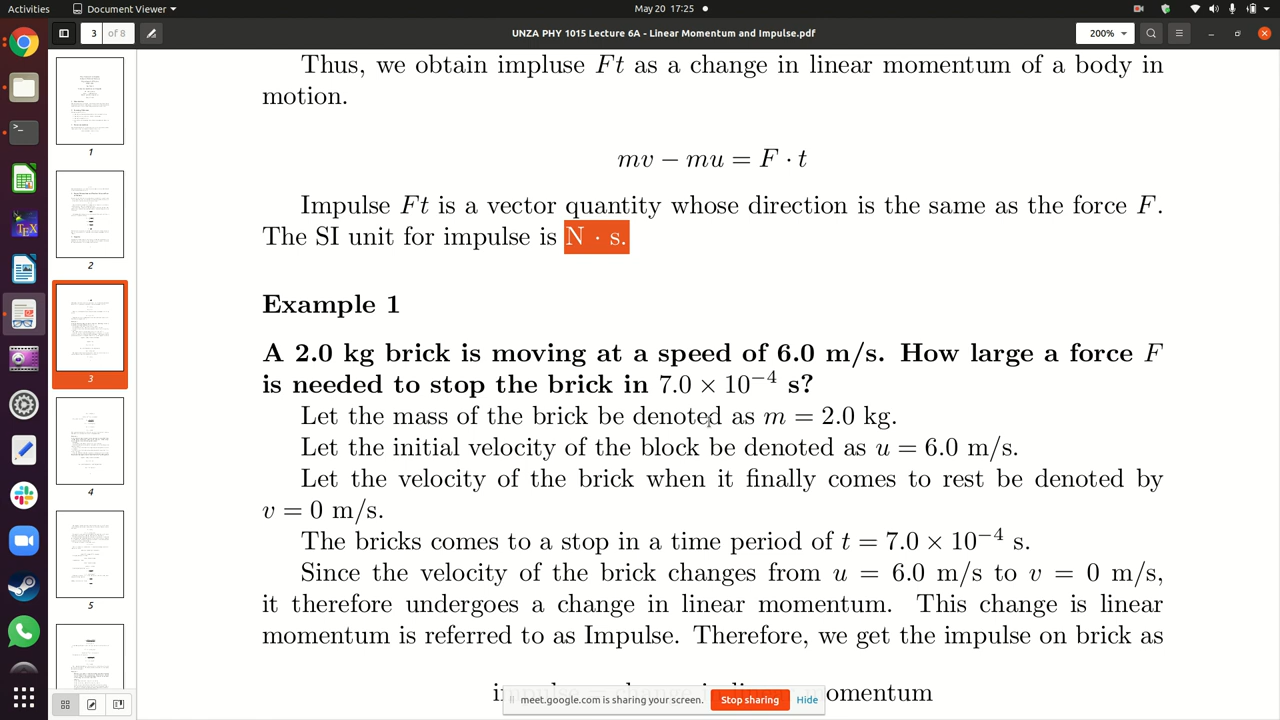 Activities Document Viewer May 20 17:25
3 of 8 UNZA PHY 1015 Lecture 6A - Linear Momentum and Impulse.pdf 200%
Thus, we obtain impluse Ft as a change in linear momentum of a body in
motion.
mv − mu = F · t
Impulse Ft is a vector quantity whose direction is the same as the force F.
The SI unit for impulse is N · s.
Example 1
A 2.0 kg brick is moving at a speed of 6.0 m/s. How large a force F
is needed to stop the brick in 7.0 × 10⁻⁴ s?
Let the mass of the brick be denoted as m = 2.0 kg.
Let the initial velocity of the block be denoted as u = 6.0 m/s.
Let the velocity of the brick when it finally comes to rest be denoted by
v = 0 m/s.
The bricks comes to a stop in a time period of t = 7.0 × 10⁻⁴ s.
Since the velocity of the brick changes from u = 6.0 m/s to v = 0 m/s,
it therefore undergoes a change in linear momentum. This change is linear
momentum is referred to as Impulse. Therefore, we get the impulse on brick as
momentum
meet.google.com is sharing your screen. Stop sharing Hide
1
2
3
4
5